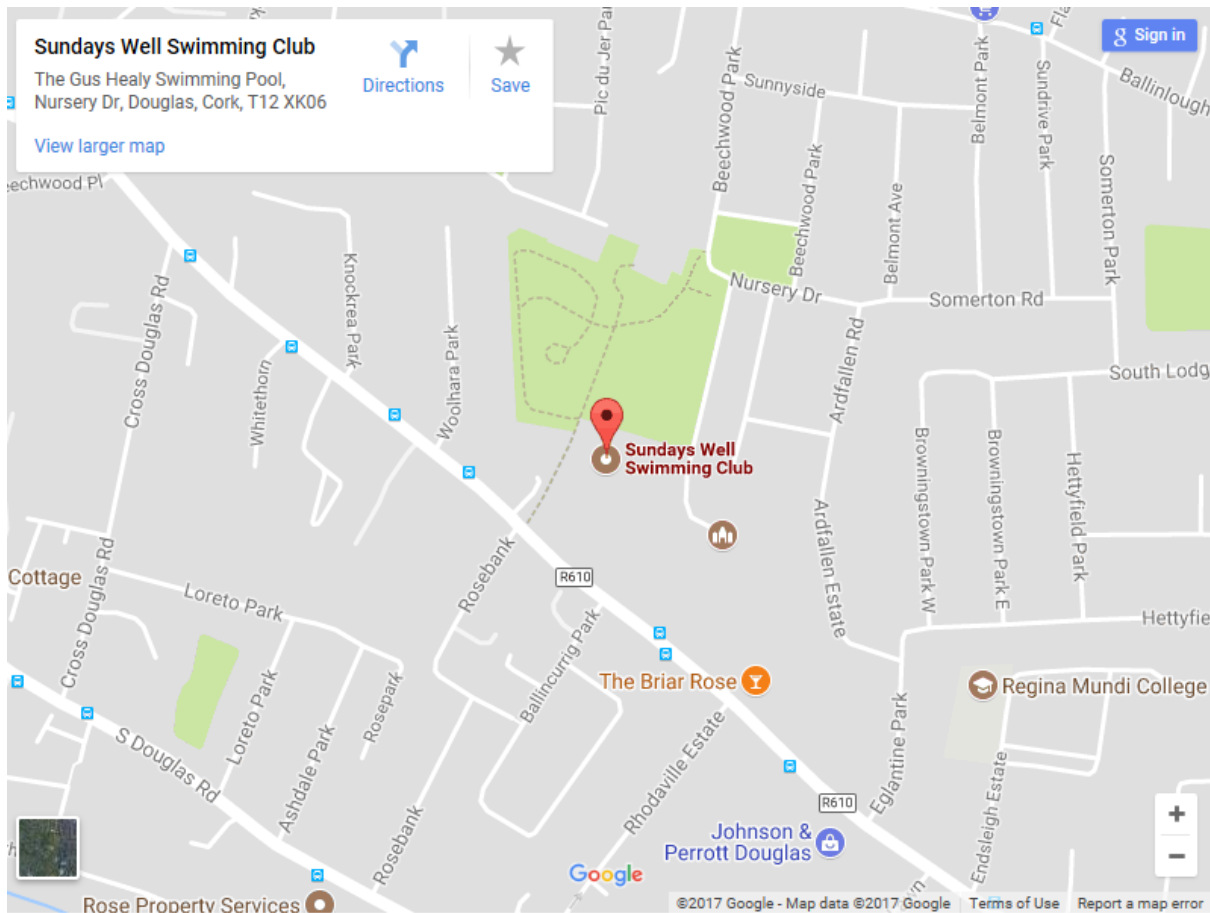 Sundays Well Swimming Club
The Gus Healy Swimming Pool,
Nursery Dr, Douglas, Cork, T12 XK06
View larger map
Directions
Save
Sign in
Pic du Jer Par
Beechwood Park
Sunnyside
Belmont Park
Sundrive Park
Ballinlough
Somerton Park
eechwood Pl
Beechwood Park
Belmont Ave
Knockrea Park
Cross Douglas Rd
Nursery Dr
Somerton Rd
Woolhara Park
Whitethorn
Ardfallen Rd
South Lodg
Sundays Well
Swimming Club
Browningstown Park W
Browningstown Park E
Hettyfield Park
Ardfallen Estate
Cottage
Cross Douglas Rd
Loreto Park
Rosebank
R610
Hettyfie
Ballincurrig Park
The Briar Rose
Regina Mundi College
Loreto Park
Rosepark
S Douglas Rd
Ashdale Park
Rhodaville Estate
Eglantine Park
Endsleigh Estate
R610
Rosebank
Johnson &
Perrott Douglas
Google
Rose Property Services
©2017 Google - Map data ©2017 Google
Terms of Use
Report a map error